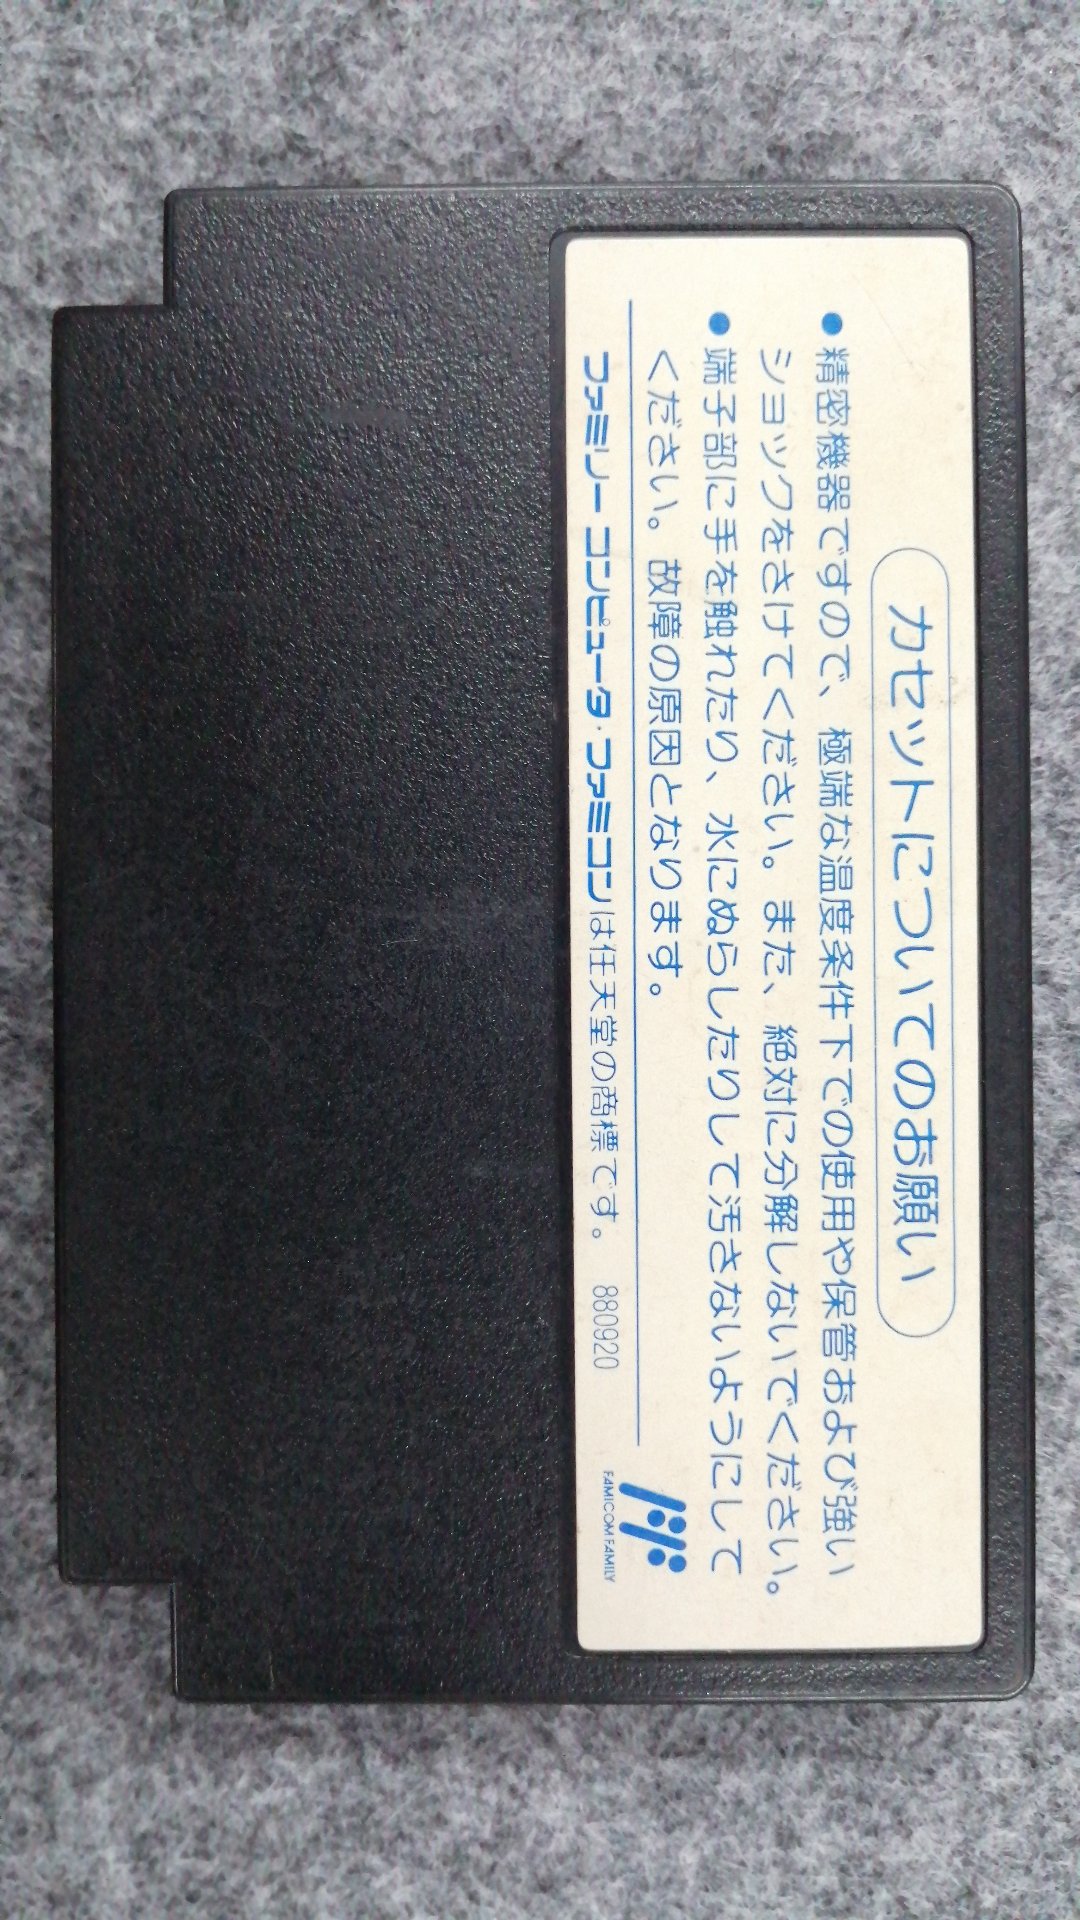 カセットについてのお願い
●精密機器ですので、極端な温度条件下での使用や保管および強い
ショックをさけてください。また、絶対に分解しないでください。
●端子部に手を触れたり、水にぬらしたりして汚さないようにして
ください。故障の原因となります。
ファミリーコンピュータ・ファミコンは任天堂の商標です。 880920
FAMICOM FAMILY